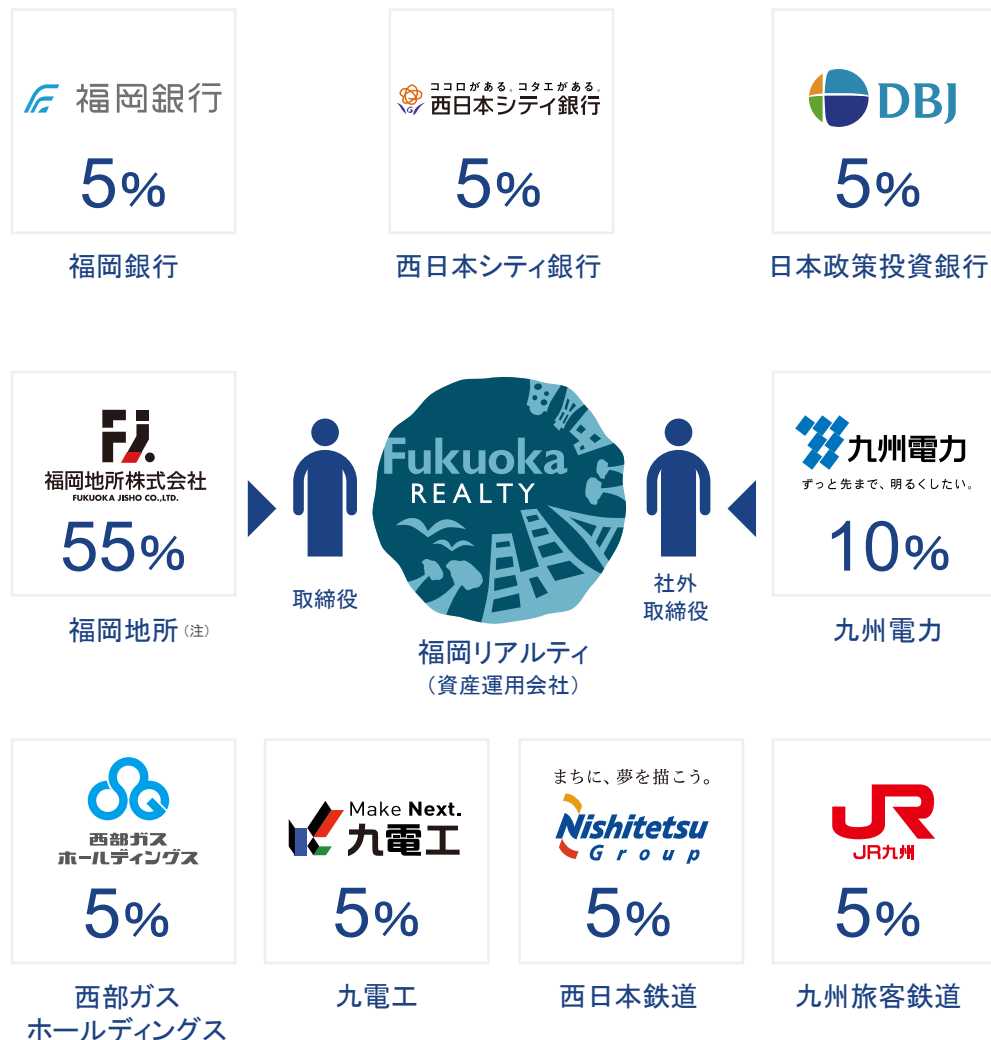 福岡銀行
5%
福岡銀行
ココロがある。コタエがある。
西日本シティ銀行
5%
西日本シティ銀行
DBJ
5%
日本政策投資銀行
FJ.
福岡地所株式会社
FUKUOKA JISHO CO.,LTD.
55%
福岡地所(注)
取締役
Fukuoka
REALTY
福岡リアルティ
(資産運用会社)
社外
取締役
九州電力
ずっと先まで、明るくしたい。
10%
九州電力
西部ガス
ホールディングス
5%
西部ガス
ホールディングス
Make Next.
九電工
5%
九電工
まちに、夢を描こう。
Nishitetsu
Group
5%
西日本鉄道
JR
JR九州
5%
九州旅客鉄道